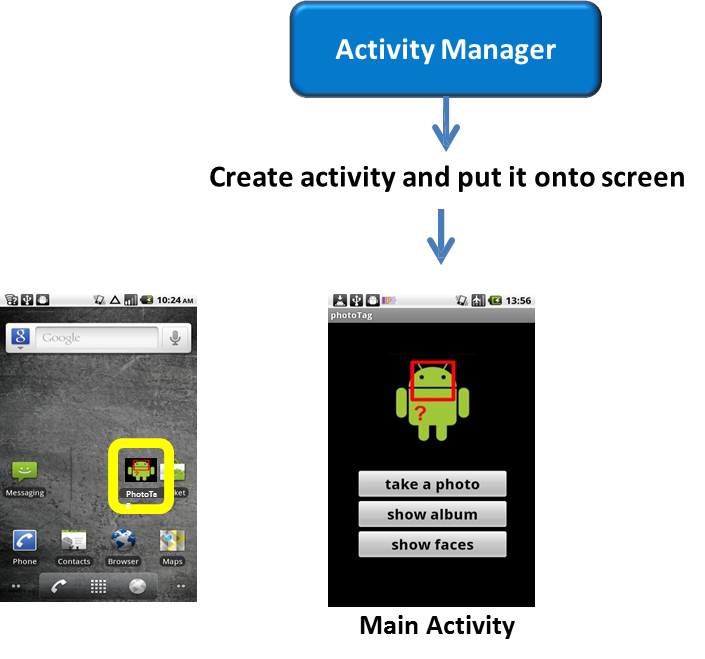 Activity Manager
Create activity and put it onto screen
10:24 AM
Google
Messaging
PhotoTa
ket
Phone
Contacts
Browser
Maps
13:56
photoTag
?
take a photo
show album
show faces
Main Activity